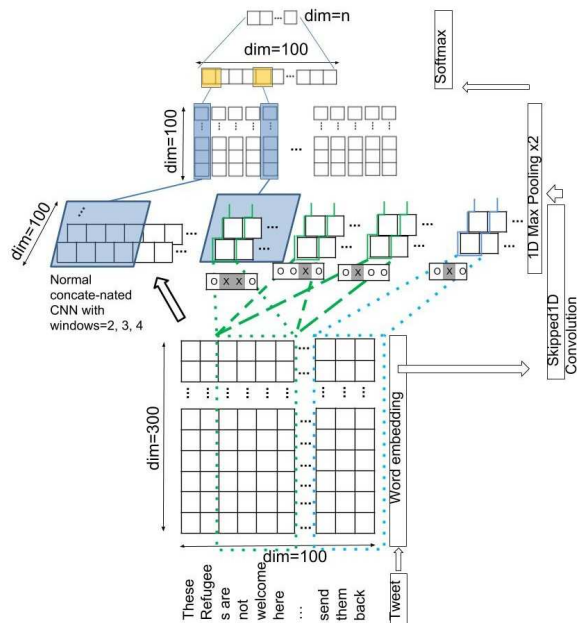 dim=n
dim=100
Softmax
dim=100
1D Max Pooling x2
dim=100
Normal
concate-nated
CNN with
windows=2, 3, 4
O X X O
O O X O
O X O O
O X O
Skipped1D
Convolution
dim=300
Word embedding
dim=100
These
Refugee
s are
not
welcome
here
...
send
them
back
Tweet